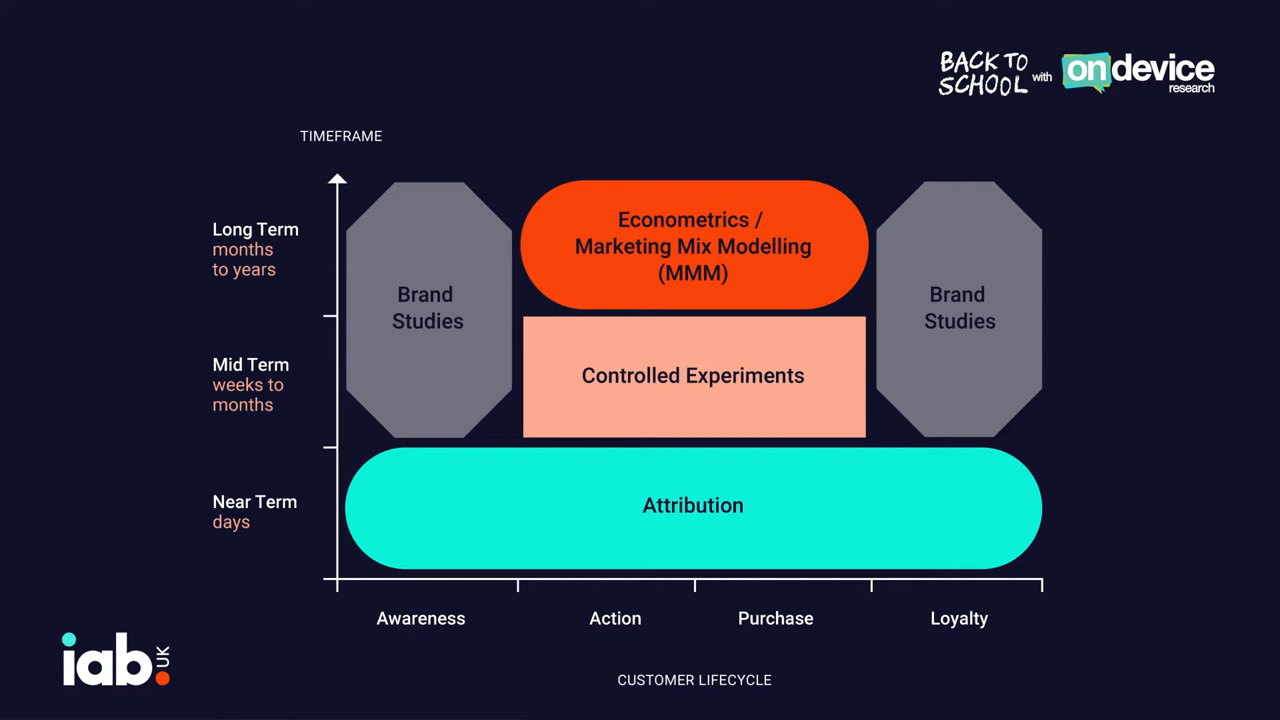 BACK TO
SCHOOL with
ondevice
research
TIMEFRAME
Long Term
months
to years
Mid Term
weeks to
months
Near Term
days
Brand
Studies
Econometrics /
Marketing Mix Modelling
(MMM)
Brand
Studies
Controlled Experiments
Attribution
Awareness
Action
Purchase
Loyalty
CUSTOMER LIFECYCLE
iab.UK